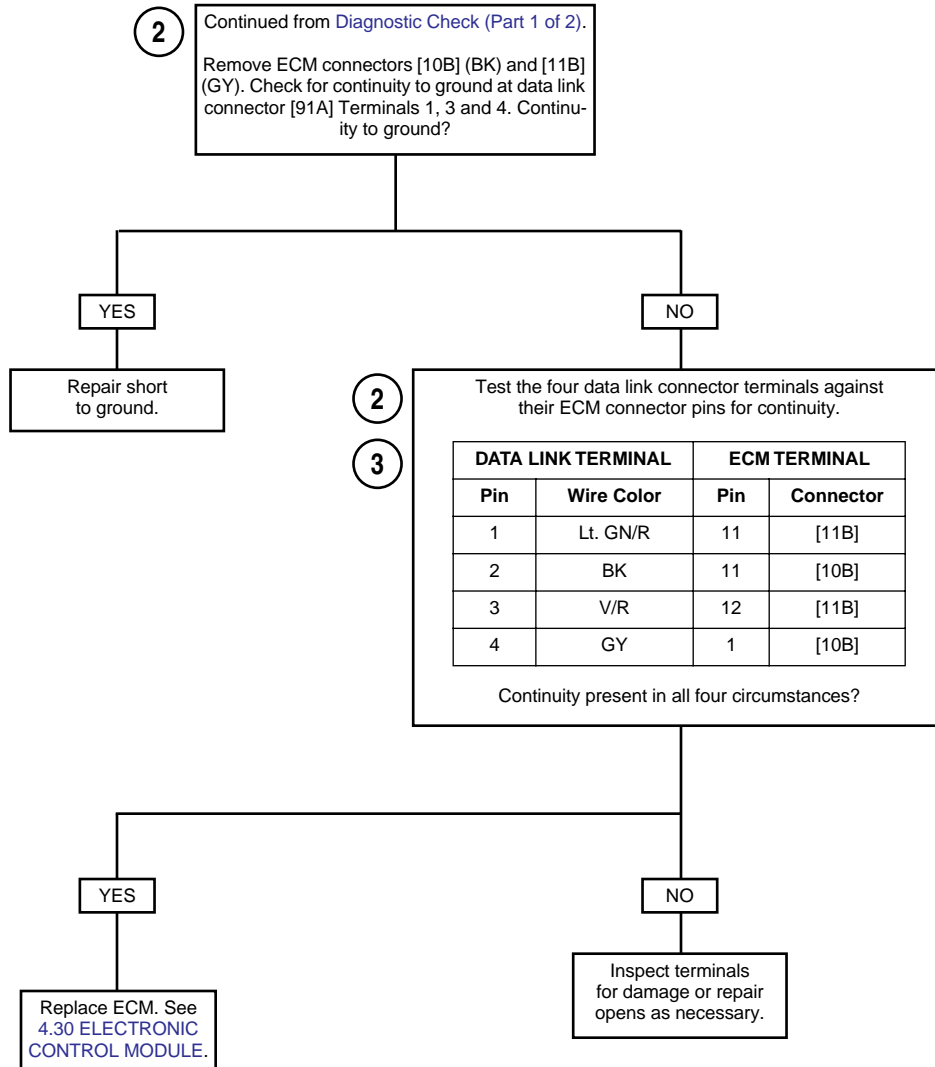 2
Continued from Diagnostic Check (Part 1 of 2).
Remove ECM connectors [10B] (BK) and [11B]
(GY). Check for continuity to ground at data link
connector [91A] Terminals 1, 3 and 4. Continu-
ity to ground?
YES
NO
Repair short
to ground.
2
3
Test the four data link connector terminals against
their ECM connector pins for continuity.
DATA LINK TERMINAL ECM TERMINAL
Pin Wire Color Pin Connector
1 Lt. GN/R 11 [11B]
2 BK 11 [10B]
3 V/R 12 [11B]
4 GY 1 [10B]
Continuity present in all four circumstances?
YES
NO
Replace ECM. See
4.30 ELECTRONIC
CONTROL MODULE.
Inspect terminals
for damage or repair
opens as necessary.